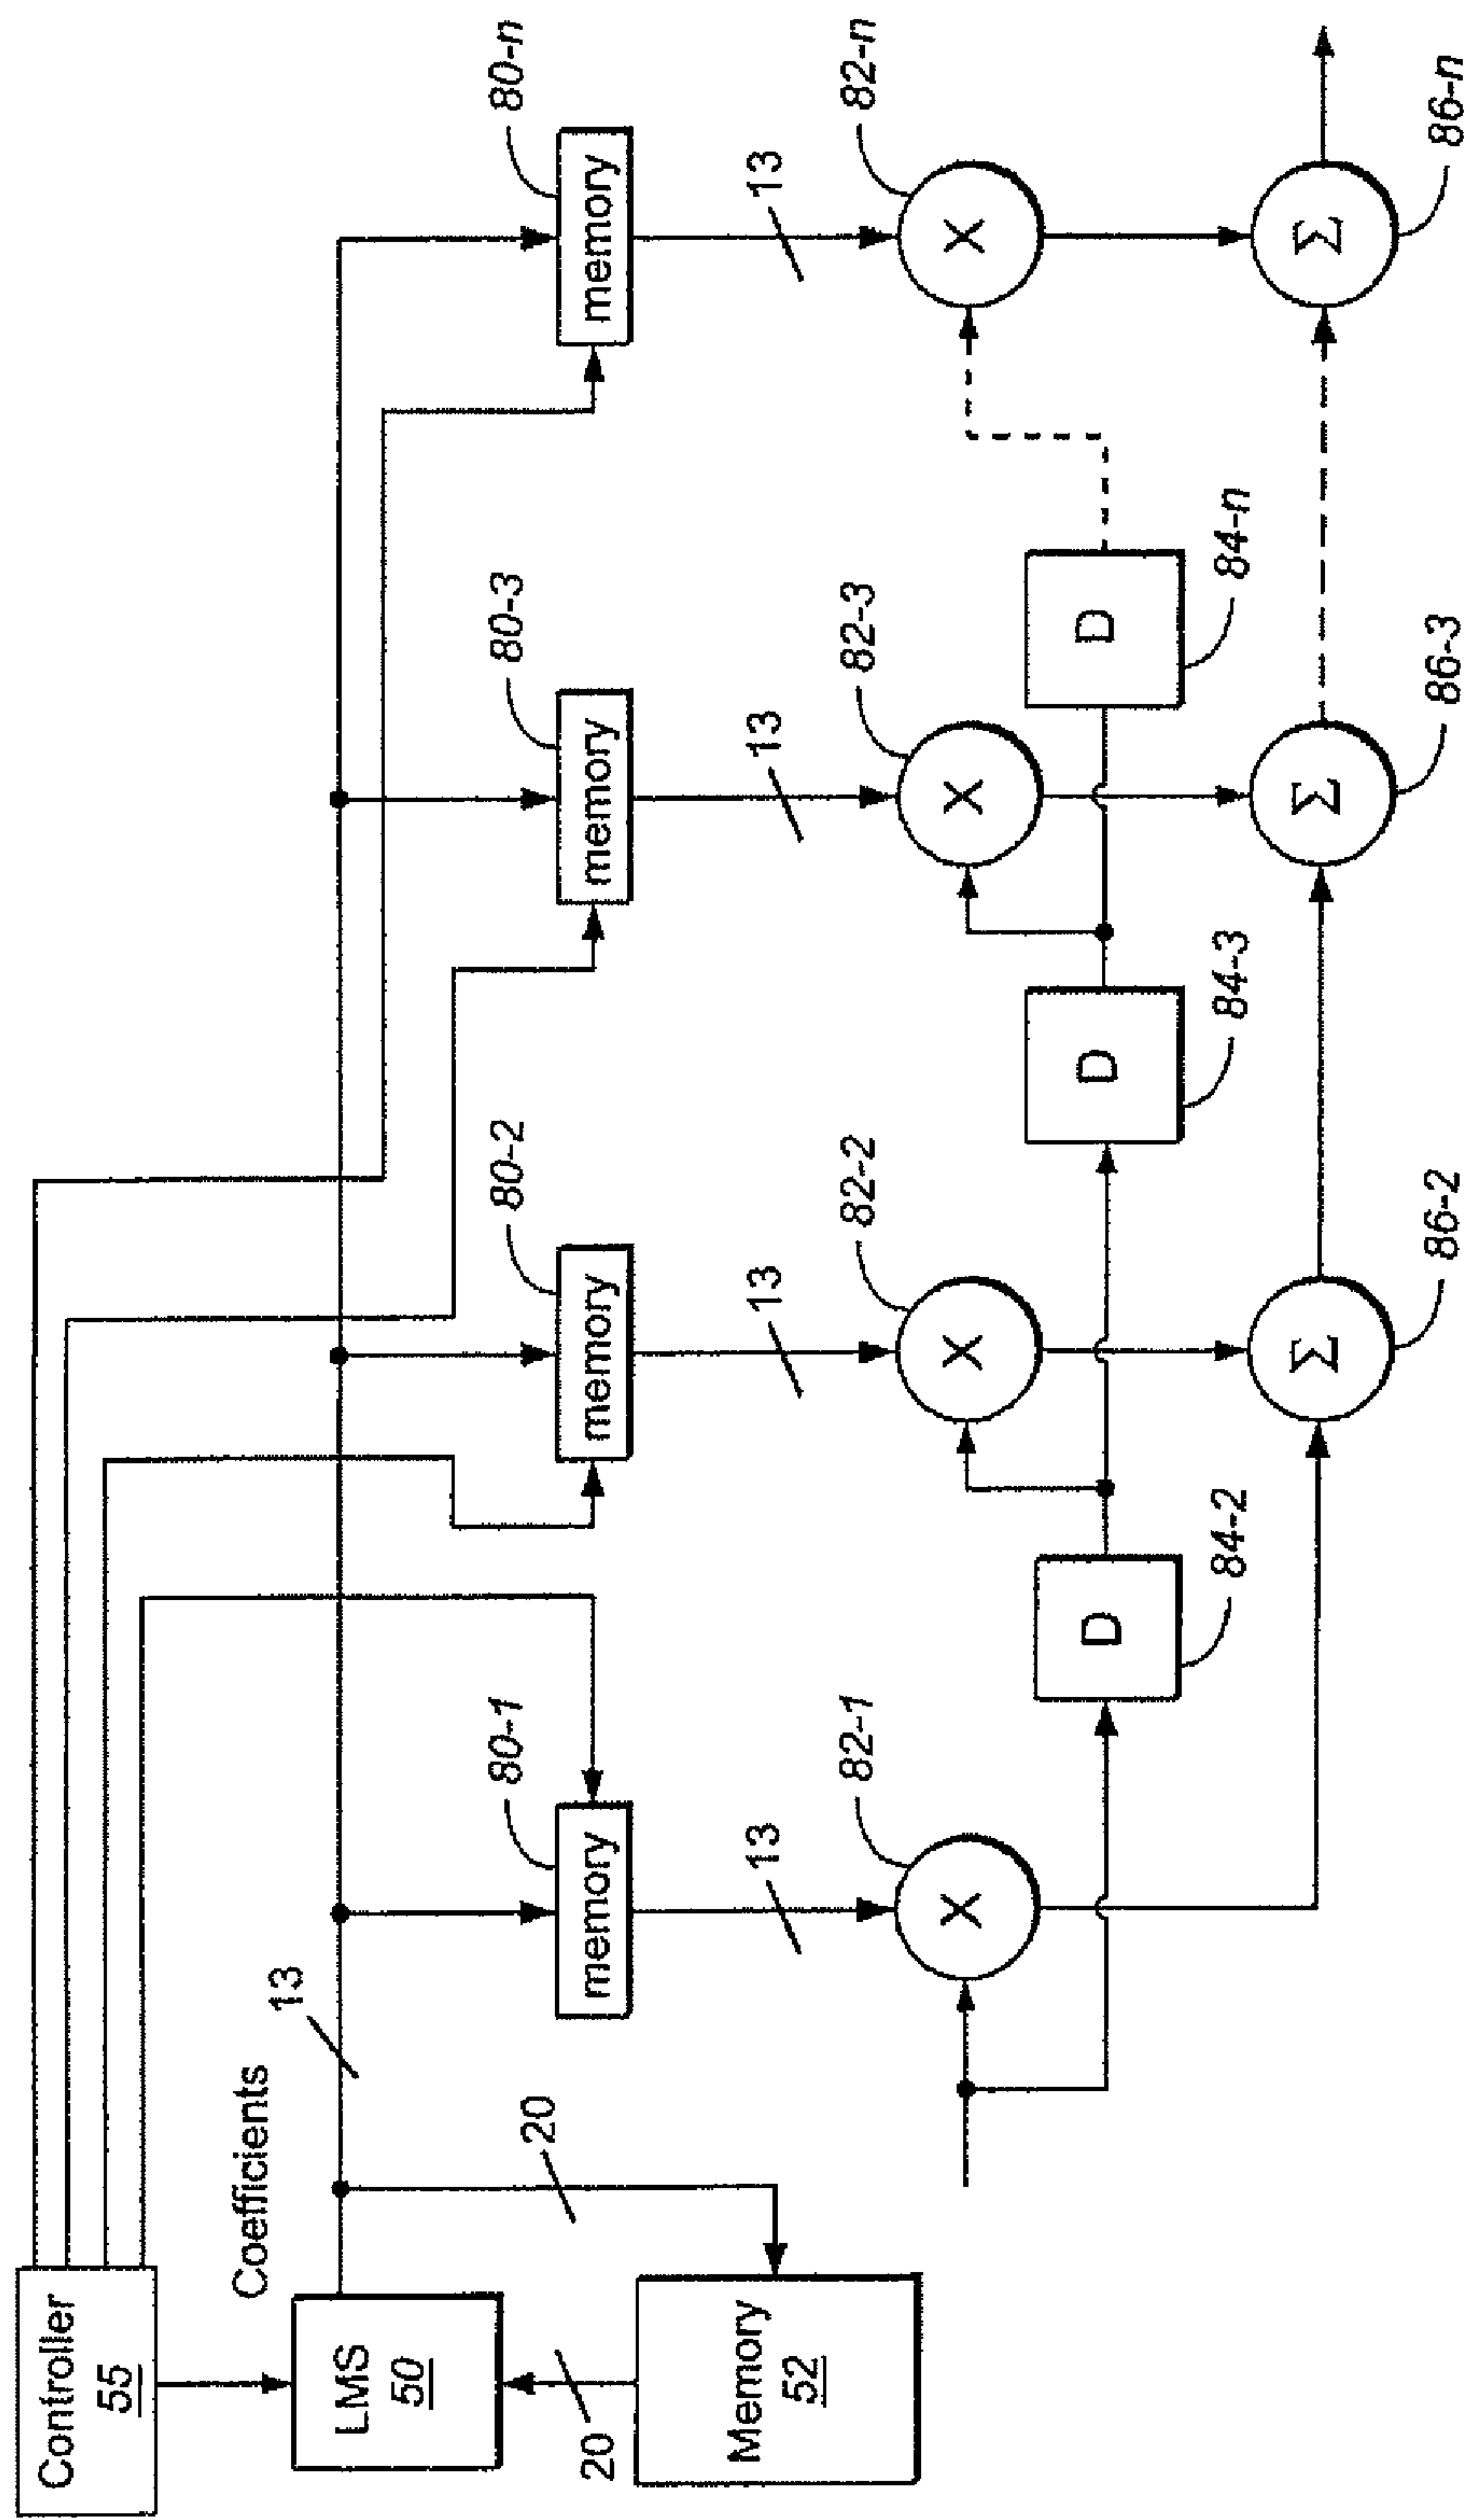 Controller
55
LMS
50
Memory
52
Coefficients
13
20
20
80-1
80-2
80-3
80-n
memory
memory
memory
memory
13
13
13
13
82-1
82-2
82-3
82-n
X
X
X
X
D
D
D
84-2
84-3
84-n
Σ
Σ
Σ
86-2
86-3
86-n